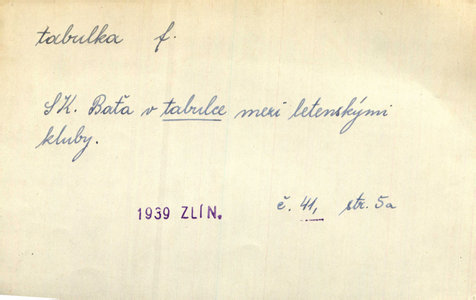 tabulka f.
SK. Baťa v tabulce mezi letenskými
kluby.
1939 ZLÍN. č. 41, str. 5a